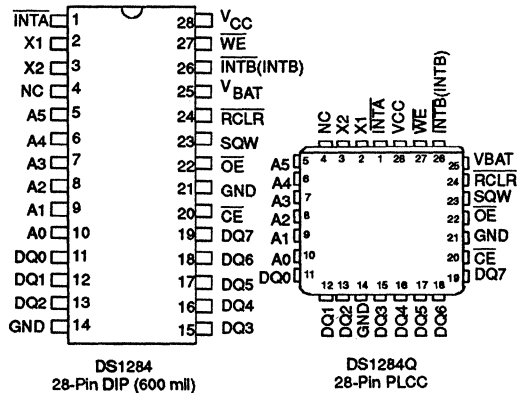 INTA 1 28 VCC
X1 2 27 WE
X2 3 26 INTB(INTB)
NC 4 25 VBAT
A5 5 24 RCLR
A4 6 23 SQW
A3 7 22 OE
A2 8 21 GND
A1 9 20 CE
A0 10 19 DQ7
DQ0 11 18 DQ6
DQ1 12 17 DQ5
DQ2 13 16 DQ4
GND 14 15 DQ3
DS1284
28-Pin DIP (600 mil)
NC X2 X1 INTA VCC WE INTB(INTB)
4 3 2 1 28 27 26
A5 5 25 VBAT
A4 6 24 RCLR
A3 7 23 SQW
A2 8 22 OE
A1 9 21 GND
A0 10 20 CE
DQ0 11 19 DQ7
12 13 14 15 16 17 18
DQ1 DQ2 GND DQ3 DQ4 DQ5 DQ6
DS1284Q
28-Pin PLCC